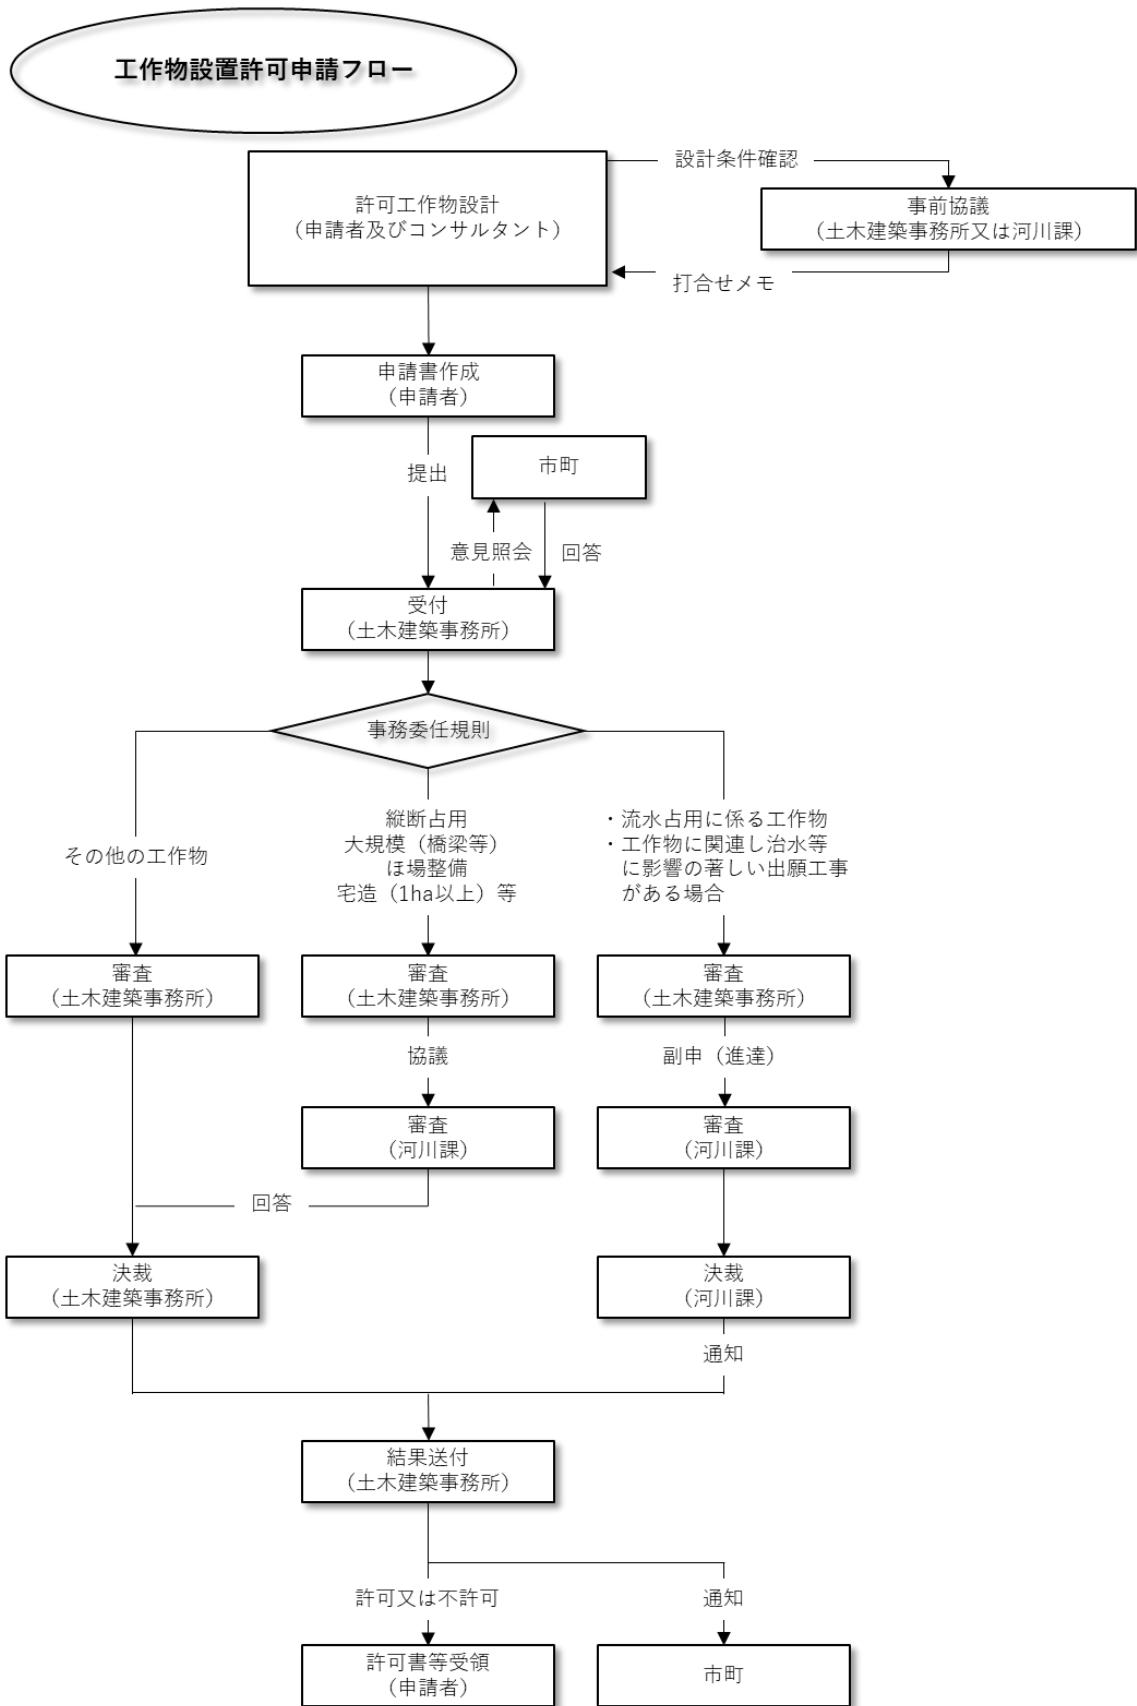 工作物設置許可申請フロー
許可工作物設計
（申請者及びコンサルタント）
設計条件確認
事前協議
（土木建築事務所又は河川課）
打合せメモ
申請書作成
（申請者）
提出
市町
意見照会
回答
受付
（土木建築事務所）
事務委任規則
その他の工作物
縦断占用
大規模（橋梁等）
ほ場整備
宅造（1ha以上）等
・流水占用に係る工作物
・工作物に関連し治水等
に影響の著しい出願工事
がある場合
審査
（土木建築事務所）
審査
（土木建築事務所）
審査
（土木建築事務所）
協議
副申（進達）
審査
（河川課）
審査
（河川課）
回答
決裁
（土木建築事務所）
決裁
（河川課）
通知
結果送付
（土木建築事務所）
許可又は不許可
通知
許可書等受領
（申請者）
市町